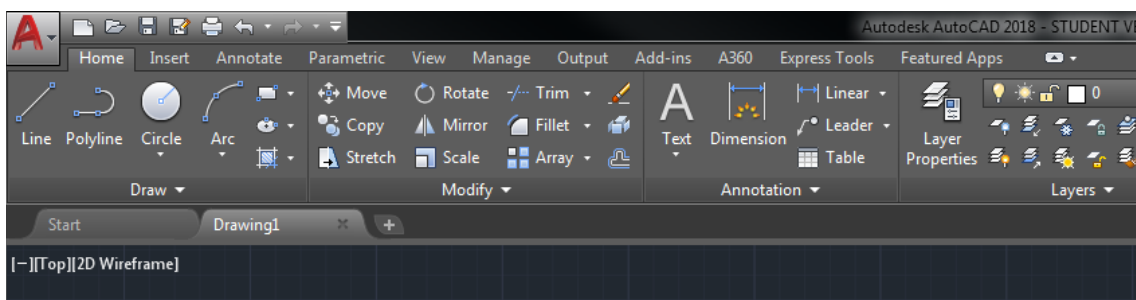 Autodesk AutoCAD 2018 - STUDENT VE
Home Insert Annotate Parametric View Manage Output Add-ins A360 Express Tools Featured Apps
Line Polyline Circle Arc
Move Rotate Trim
Copy Mirror Fillet
Stretch Scale Array
Text Dimension
Linear
Leader
Table
Layer
Properties
0
Draw Modify Annotation Layers
Start Drawing1
[−][Top][2D Wireframe]